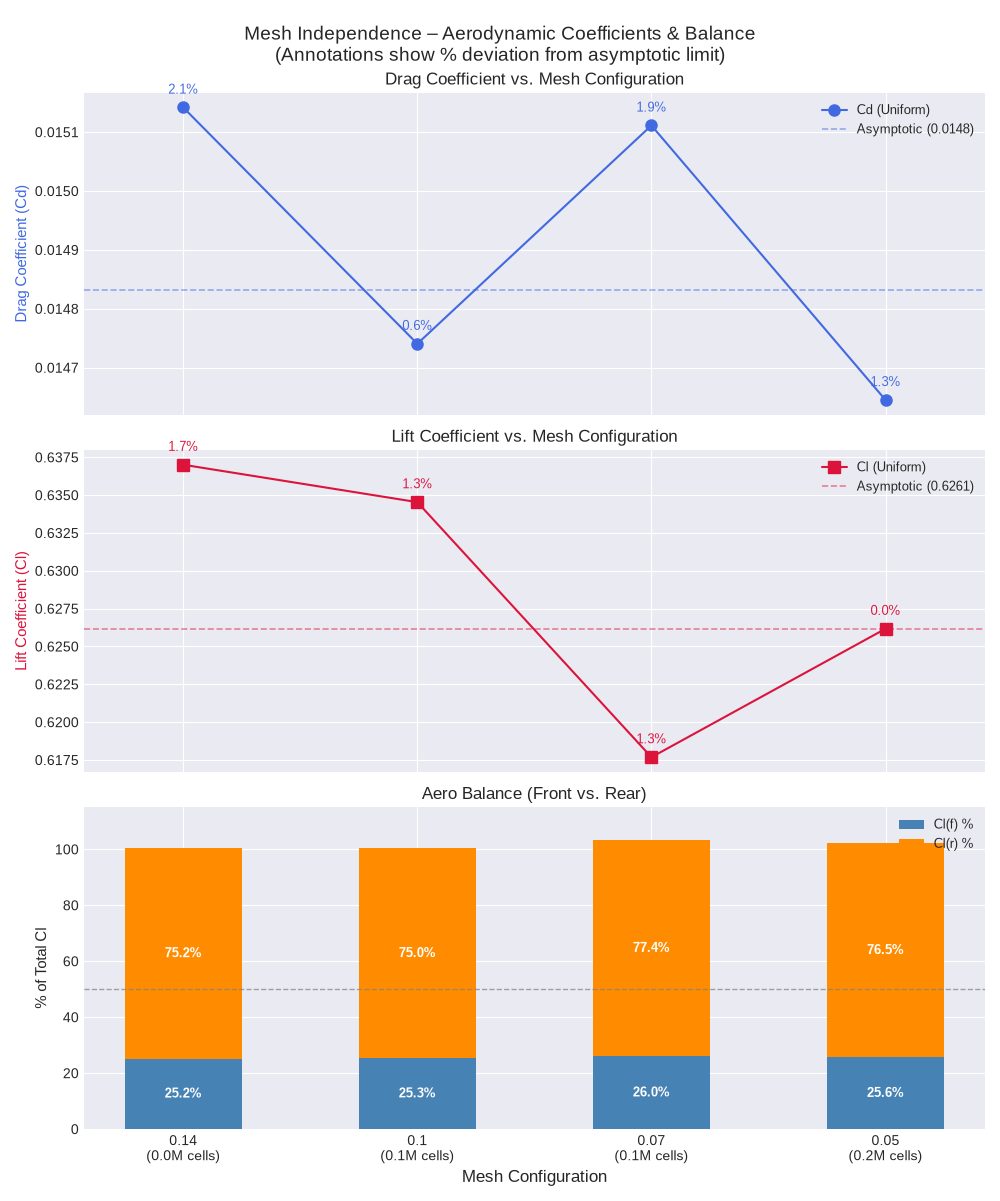 Mesh Independence – Aerodynamic Coefficients & Balance
(Annotations show % deviation from asymptotic limit)
Drag Coefficient vs. Mesh Configuration
Drag Coefficient (Cd)
0.0151
0.0150
0.0149
0.0148
0.0147
2.1%
0.6%
1.9%
1.3%
Cd (Uniform)
Asymptotic (0.0148)
Lift Coefficient vs. Mesh Configuration
Lift Coefficient (Cl)
0.6375
0.6350
0.6325
0.6300
0.6275
0.6250
0.6225
0.6200
0.6175
1.7%
1.3%
1.3%
0.0%
Cl (Uniform)
Asymptotic (0.6261)
Aero Balance (Front vs. Rear)
% of Total Cl
100
80
60
40
20
0
Cl(f) %
Cl(r) %
75.2%
75.0%
77.4%
76.5%
25.2%
25.3%
26.0%
25.6%
0.14
(0.0M cells)
0.1
(0.1M cells)
0.07
(0.1M cells)
0.05
(0.2M cells)
Mesh Configuration